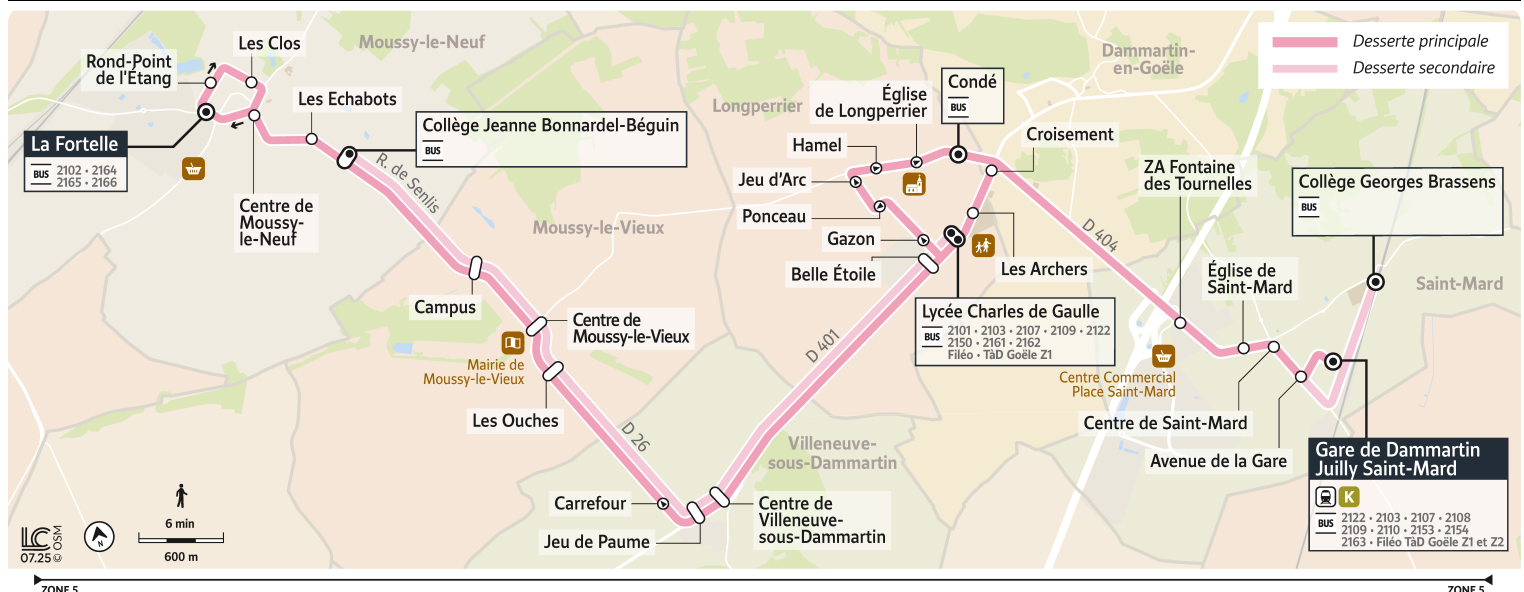 Desserte principale
Desserte secondaire
Moussy-le-Neuf
Les Clos
Rond-Point
de l'Étang
Les Echabots
La Fortelle
BUS
2102 • 2164
2165 • 2166
Collège Jeanne Bonnardel-Béguin
BUS
R. de Senlis
Centre de
Moussy-
le-Neuf
Moussy-le-Vieux
Campus
Centre de
Moussy-le-Vieux
Mairie de
Moussy-le-Vieux
Les Ouches
D 26
Carrefour
Jeu de Paume
Centre de
Villeneuve-
sous-Dammartin
Villeneuve-
sous-Dammartin
D 401
Longperrier
Dammartin-
en-Goële
Condé
BUS
Église
de Longperrier
Hamel
Jeu d'Arc
Ponceau
Gazon
Belle Étoile
Croisement
Les Archers
Lycée Charles de Gaulle
BUS
2101 • 2103 • 2107 • 2109 • 2122
2150 • 2161 • 2162
Filéo • TàD Goële Z1
D 404
ZA Fontaine
des Tournelles
Collège Georges Brassens
BUS
Saint-Mard
Église de
Saint-Mard
Centre Commercial
Place Saint-Mard
Centre de Saint-Mard
Avenue de la Gare
Gare de Dammartin
Juilly Saint-Mard
K
BUS
2122 • 2103 • 2107 • 2108
2109 • 2110 • 2153 • 2154
2163 • Filéo TàD Goële Z1 et Z2
LC
07.25 © OSM
N
6 min
600 m
ZONE 5
ZONE 5